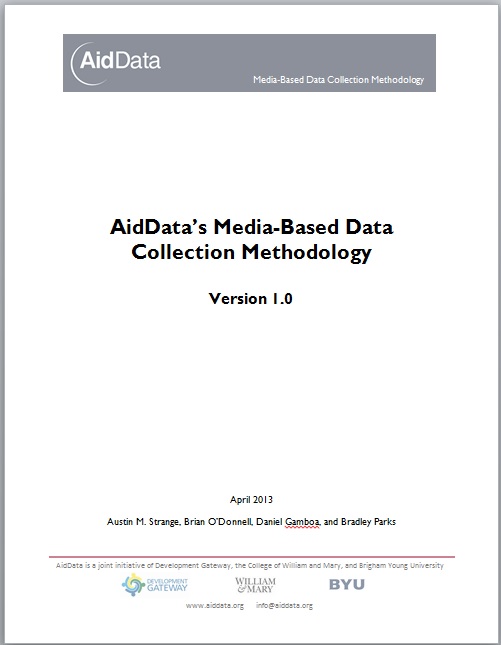 AidData
Media-Based Data Collection Methodology
AidData's Media-Based Data
Collection Methodology
Version 1.0
April 2013
Austin M. Strange, Brian O'Donnell, Daniel Gamboa, and Bradley Parks
AidData is a joint initiative of Development Gateway, the College of William and Mary, and Brigham Young University
DEVELOPMENT
GATEWAY
WILLIAM
& MARY
BYU
www.aiddata.org info@aiddata.org